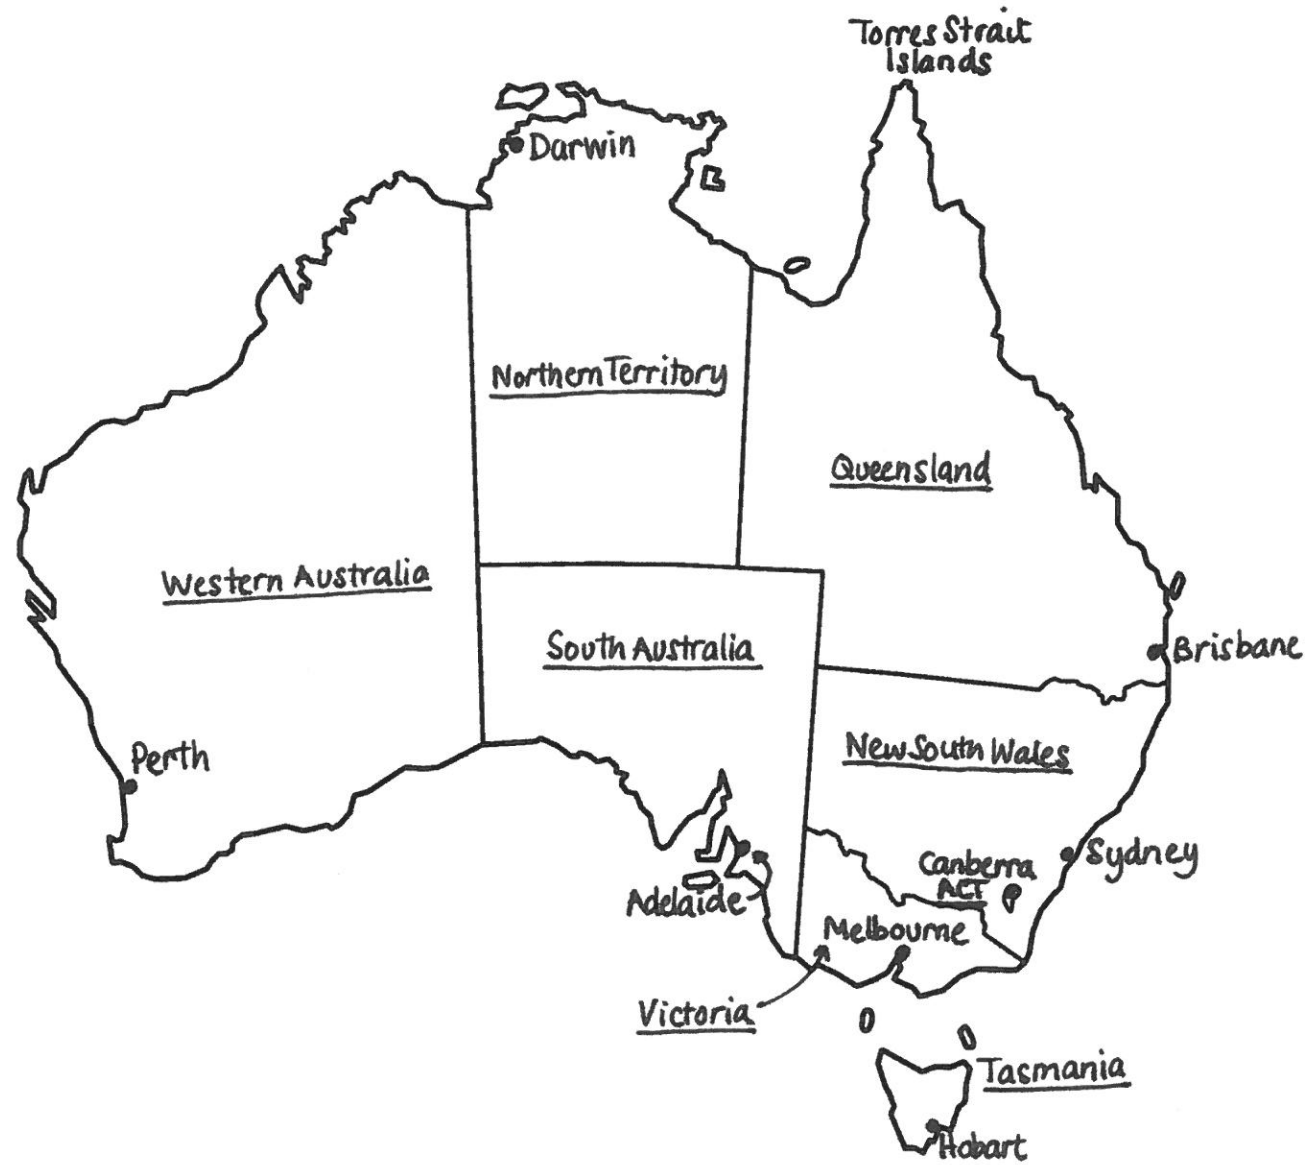 Torres Strait
Islands
Darwin
Northern Territory
Queensland
Western Australia
South Australia
Brisbane
New South Wales
Perth
Sydney
Canberra
ACT
Adelaide
Melbourne
Victoria
Tasmania
Hobart